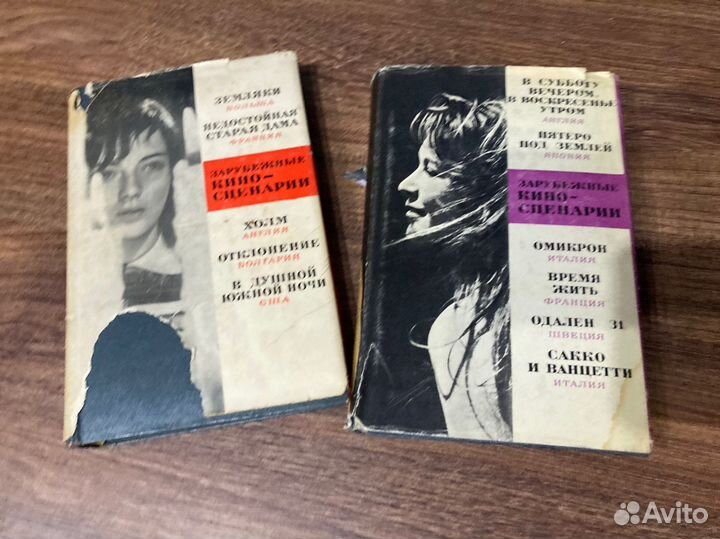 ЗЕМЛЯКИ
ПОЛЬША
НЕДОСТОЙНАЯ
СТАРАЯ ДАМА
ФРАНЦИЯ
ЗАРУБЕЖНЫЕ
КИНО–
СЦЕНАРИИ
ХОЛМ
АНГЛИЯ
ОТКЛОНЕНИЕ
БОЛГАРИЯ
В ДУШНОЙ
ЮЖНОЙ НОЧИ
США
В СУББОТУ
ВЕЧЕРОМ,
В ВОСКРЕСЕНЬЕ
УТРОМ
АНГЛИЯ
ПЯТЕРО
ПОД ЗЕМЛЕЙ
ЯПОНИЯ
ЗАРУБЕЖНЫЕ
КИНО–
СЦЕНАРИИ
ОМИКРОН
ИТАЛИЯ
ВРЕМЯ
ЖИТЬ
ФРАНЦИЯ
ОДАЛЕН 31
ШВЕЦИЯ
САККО
И ВАНЦЕТТИ
ИТАЛИЯ
Avito